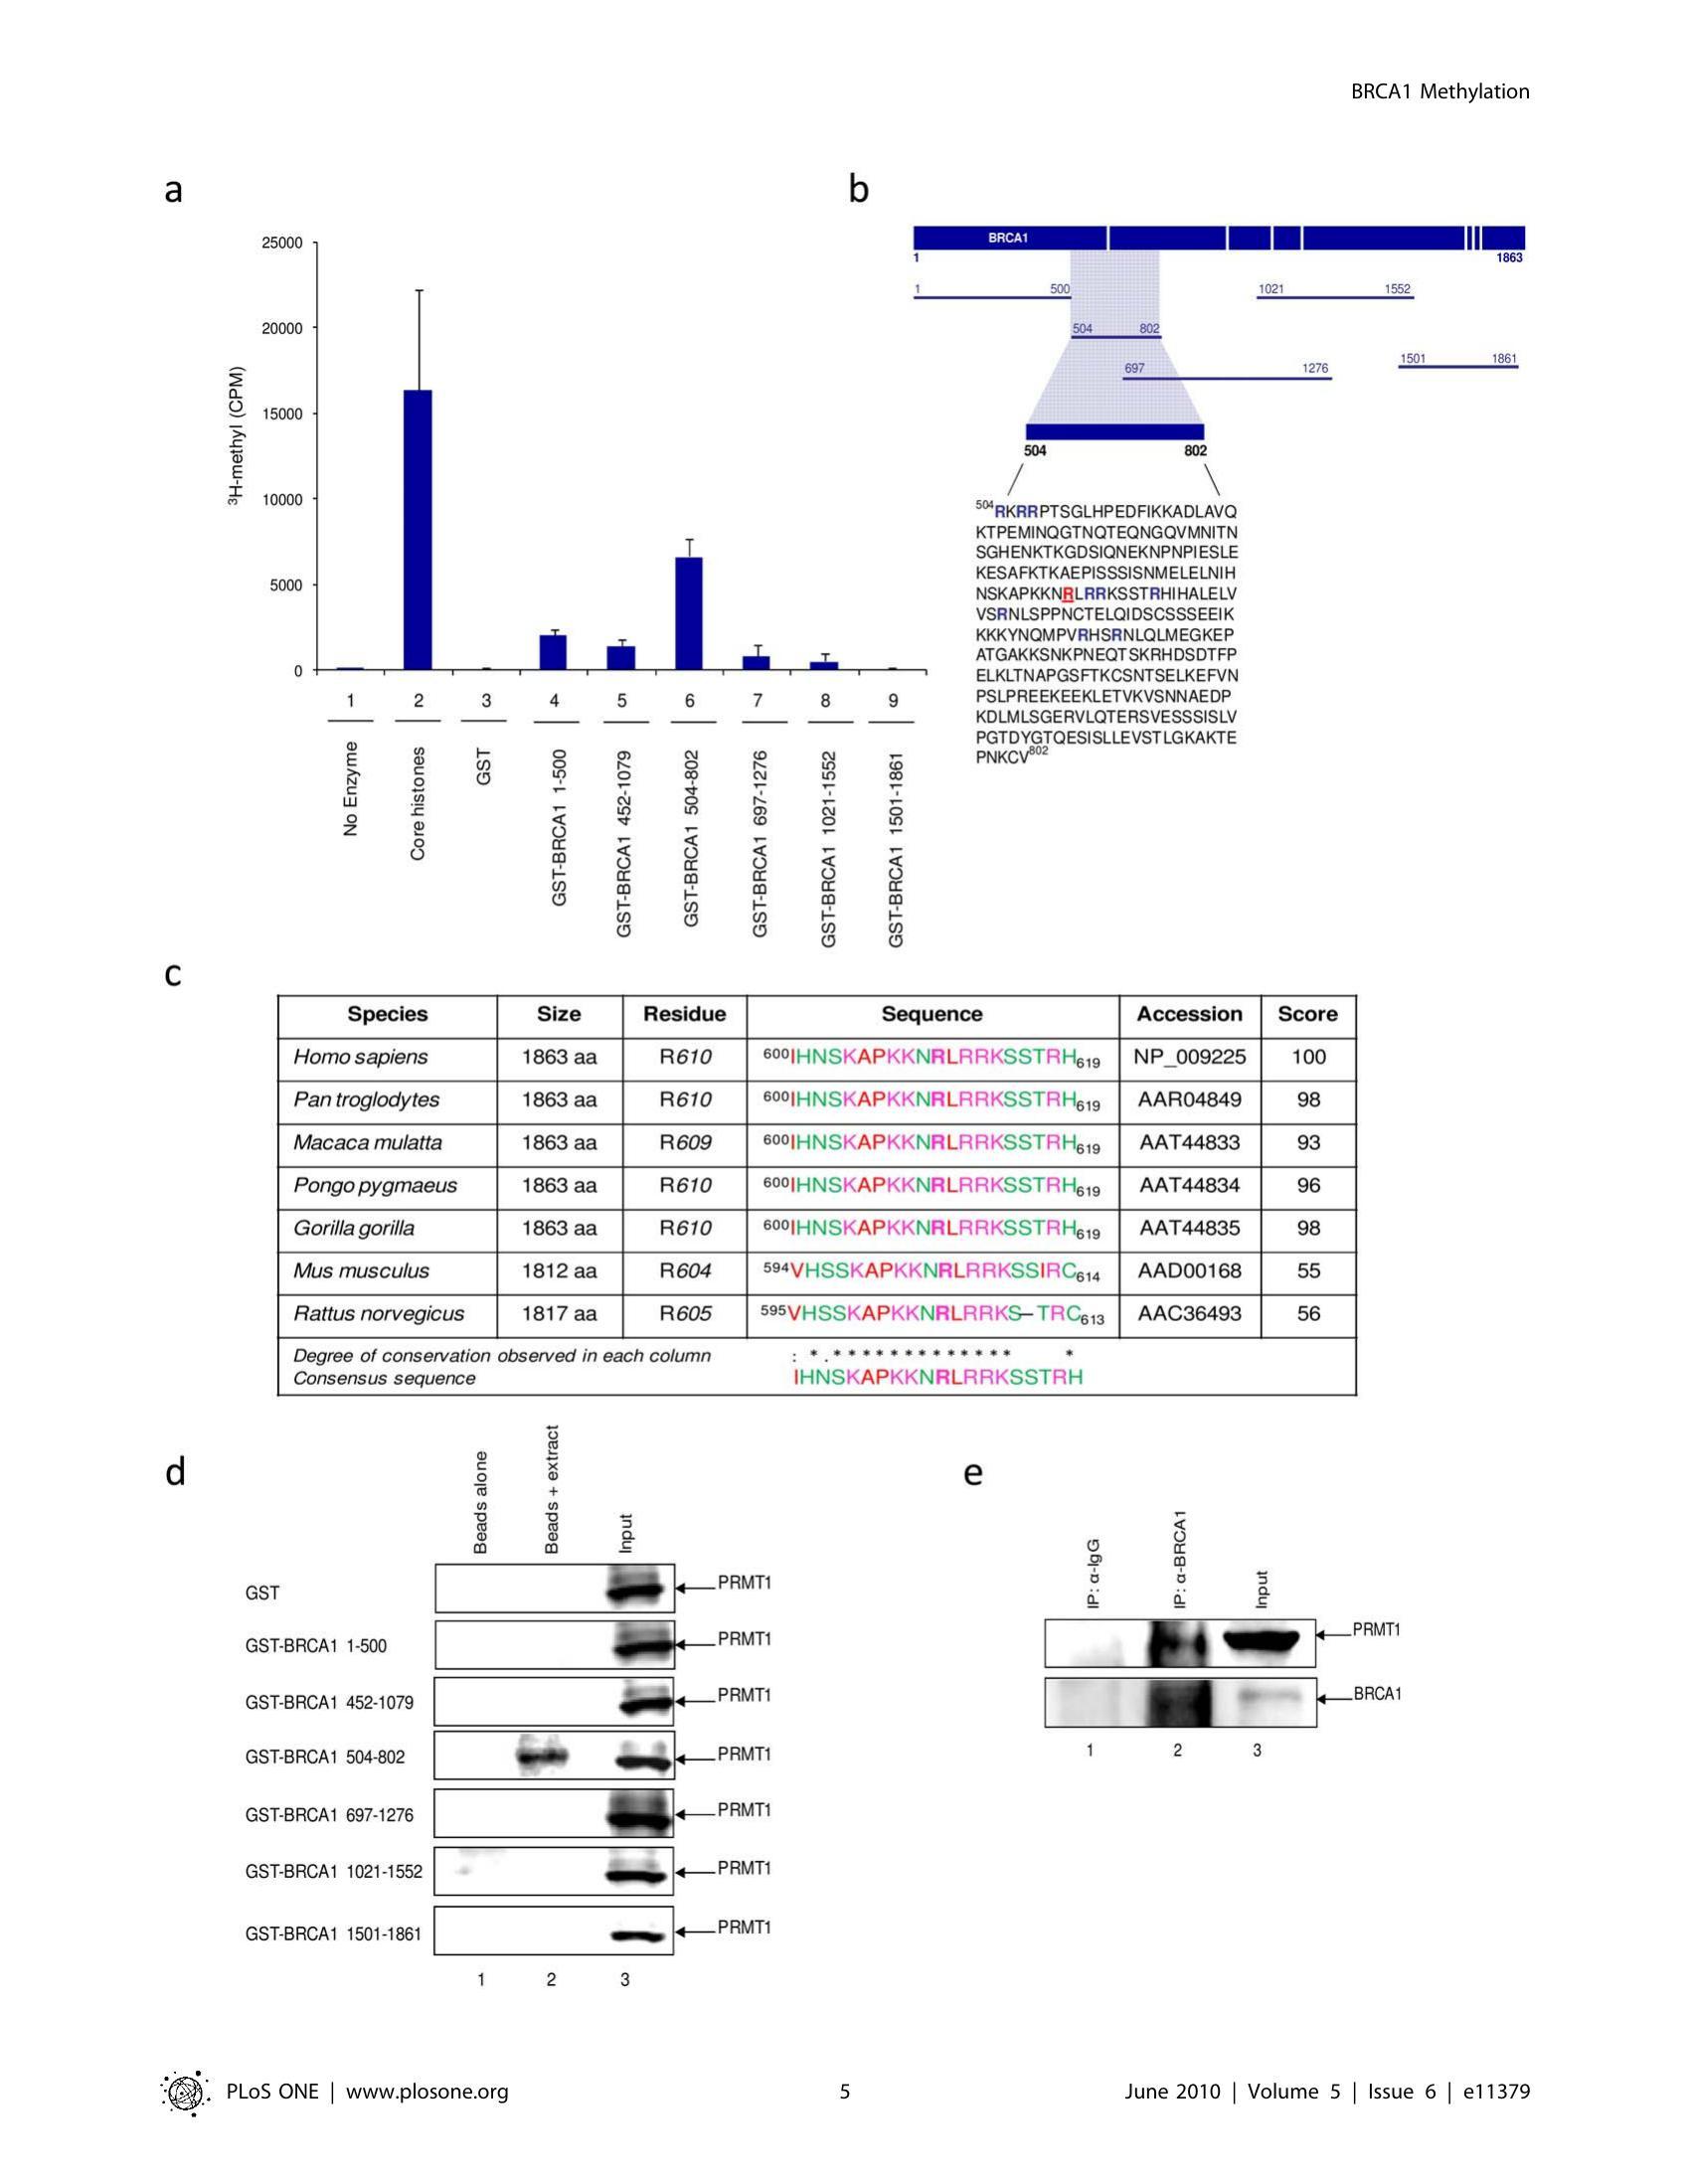 BRCA1 Methylation
a
25000
20000
15000
10000
5000
0
³H-methyl (CPM)
1 2 3 4 5 6 7 8 9
No Enzyme
Core histones
GST
GST-BRCA1 1-500
GST-BRCA1 452-1079
GST-BRCA1 504-802
GST-BRCA1 697-1276
GST-BRCA1 1021-1552
GST-BRCA1 1501-1861
b
BRCA1
1 1863
1 500 1021 1552
504 802
697 1276 1501 1861
504 802
504RKRRPTSGLHPEDFIKKADLAVQ
KTPEMINQGTNQTEQNGQVMNITN
SGHENKTKGDSIQNEKNPNPIESLE
KESAFKTKAEPISSSISNMELELNIH
NSKAPKKNRLRRKSSTRHIHALELV
VSRNLSPPNCTELQIDSCSSSEEIK
KKKYNQMPVRHSRNLQLMEGKEP
ATGAKKSNKPNEQTSKRHDSDTFP
ELKLTNAPGSFTKCSNTSELKEFVN
PSLPREEKEEKLETVKVSNNAEDP
KDLMLSGERVLQTERSVESSSISLV
PGTDYGTQESISLLEVSTLGKAKTE
PNKCV802
c
Species Size Residue Sequence Accession Score
Homo sapiens 1863 aa R610 600IHNSKAPKKNRLRRKSSTRH619 NP_009225 100
Pan troglodytes 1863 aa R610 600IHNSKAPKKNRLRRKSSTRH619 AAR04849 98
Macaca mulatta 1863 aa R609 600IHNSKAPKKNRLRRKSSTRH619 AAT44833 93
Pongo pygmaeus 1863 aa R610 600IHNSKAPKKNRLRRKSSTRH619 AAT44834 96
Gorilla gorilla 1863 aa R610 600IHNSKAPKKNRLRRKSSTRH619 AAT44835 98
Mus musculus 1812 aa R604 594VHSSKAPKKNRLRRKSSIRC614 AAD00168 55
Rattus norvegicus 1817 aa R605 595VHSSKAPKKNRLRRKS–TRC613 AAC36493 56
Degree of conservation observed in each column : * . * * * * * * * * * * * * * *
Consensus sequence IHNSKAPKKNRLRRKSSTRH
d
Beads alone
Beads + extract
Input
GST PRMT1
GST-BRCA1 1-500 PRMT1
GST-BRCA1 452-1079 PRMT1
GST-BRCA1 504-802 PRMT1
GST-BRCA1 697-1276 PRMT1
GST-BRCA1 1021-1552 PRMT1
GST-BRCA1 1501-1861 PRMT1
1 2 3
e
IP: α-IgG
IP: α-BRCA1
Input
PRMT1
BRCA1
1 2 3
PLoS ONE | www.plosone.org 5 June 2010 | Volume 5 | Issue 6 | e11379